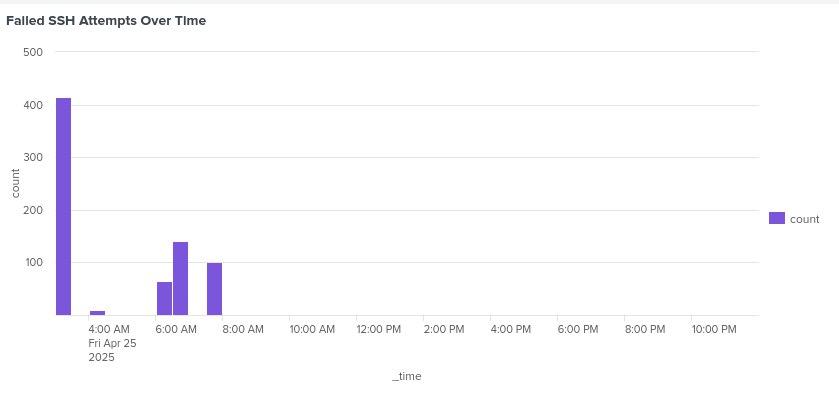 Failed SSH Attempts Over Time
500
400
300
200
100
count
count
4:00 AM
Fri Apr 25
2025
6:00 AM
8:00 AM
10:00 AM
12:00 PM
2:00 PM
4:00 PM
6:00 PM
8:00 PM
10:00 PM
_time